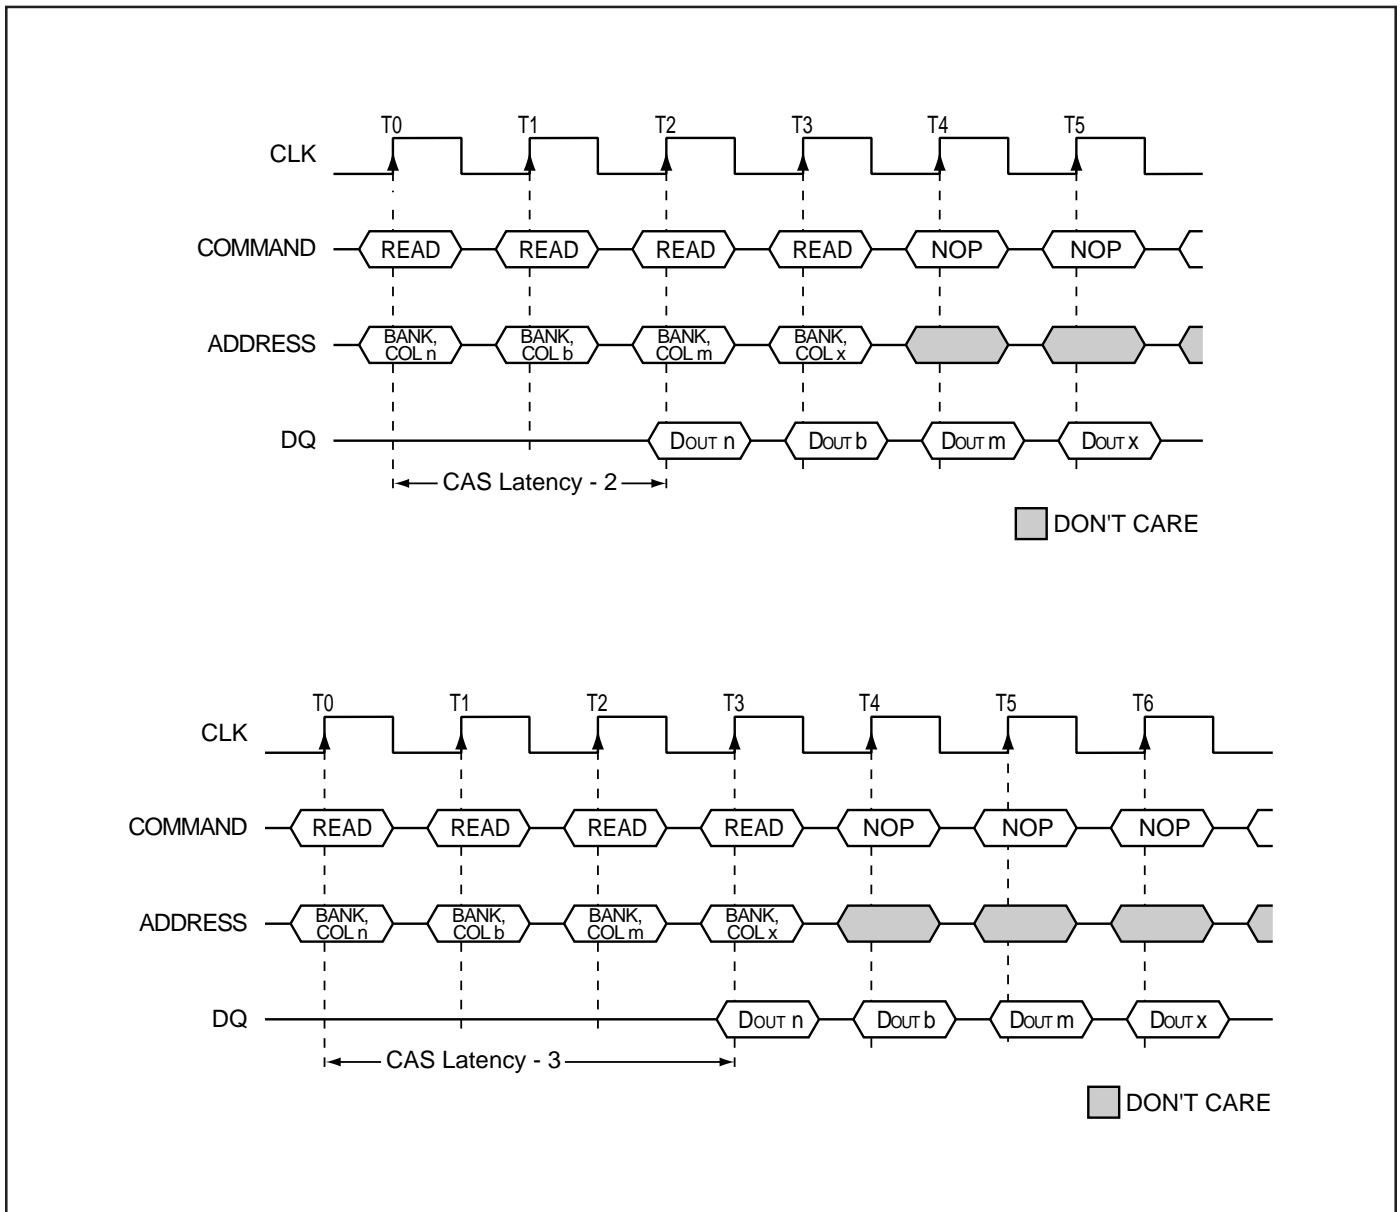 T0 T1 T2 T3 T4 T5
CLK
COMMAND READ READ READ READ NOP NOP
ADDRESS BANK, COL n BANK, COL b BANK, COL m BANK, COL x
DQ DOUT n DOUT b DOUT m DOUT x
CAS Latency - 2
DON'T CARE
T0 T1 T2 T3 T4 T5 T6
CLK
COMMAND READ READ READ READ NOP NOP NOP
ADDRESS BANK, COL n BANK, COL b BANK, COL m BANK, COL x
DQ DOUT n DOUT b DOUT m DOUT x
CAS Latency - 3
DON'T CARE